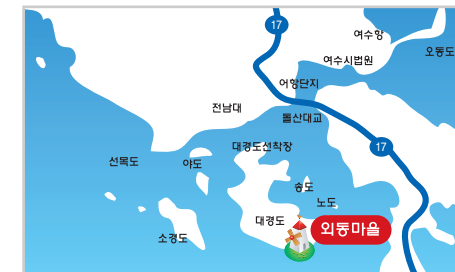 17
여수항
오동도
여수시법원
어항단지
전남대
돌산대교
대경도선착장
17
선목도
야도
송도
노도
대경도
외동마을
소경도